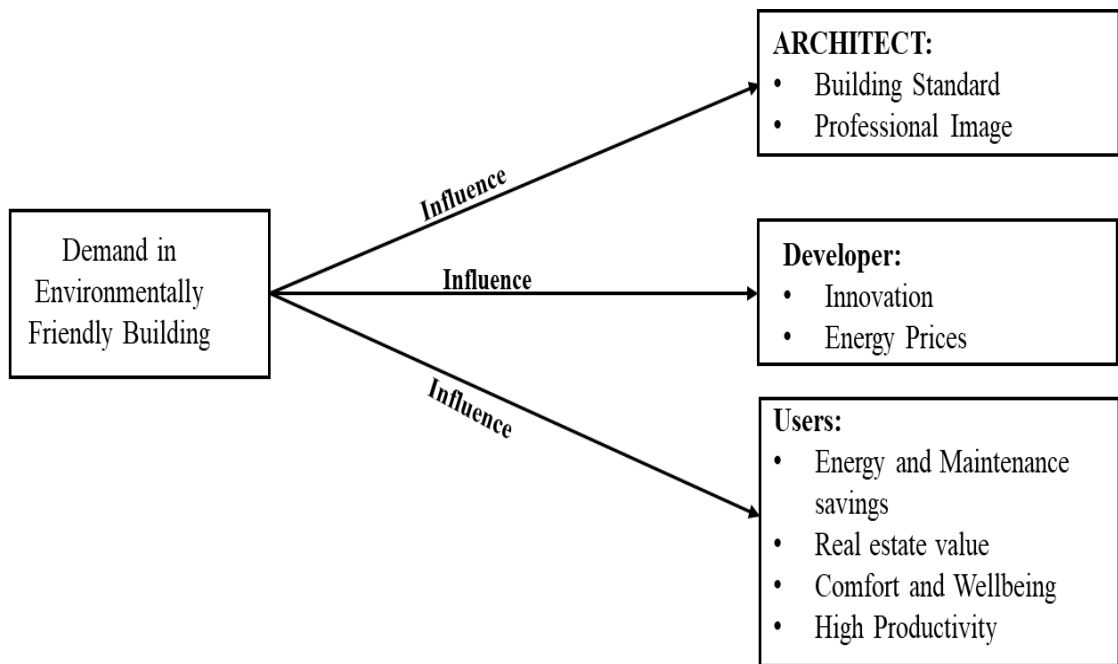 Demand in
Environmentally
Friendly Building
Influence
Influence
Influence
ARCHITECT:
• Building Standard
• Professional Image
Developer:
• Innovation
• Energy Prices
Users:
• Energy and Maintenance
savings
• Real estate value
• Comfort and Wellbeing
• High Productivity